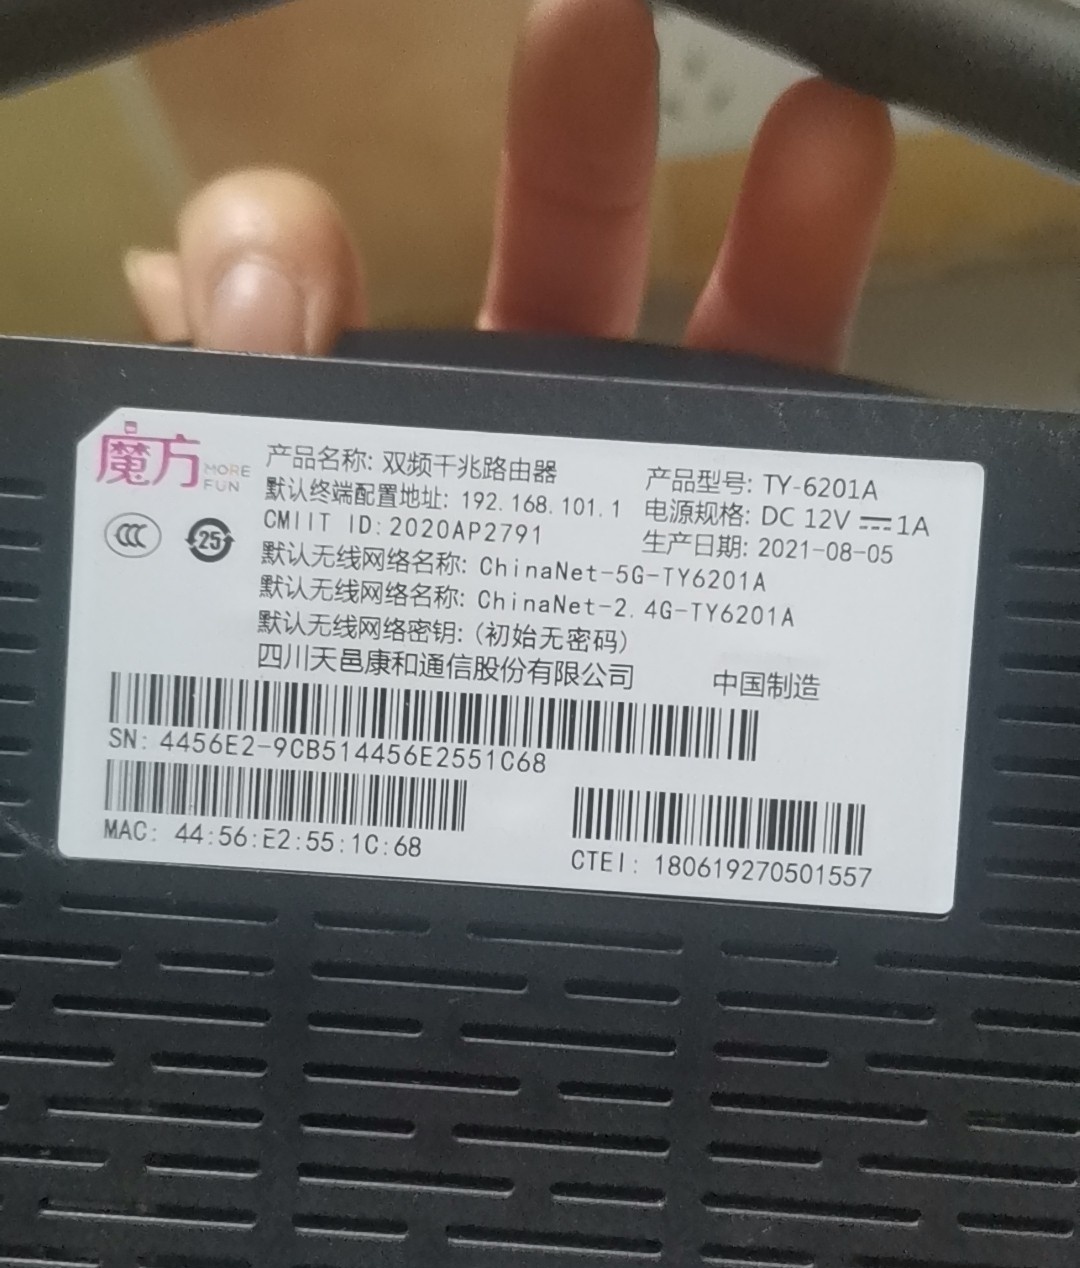 魔方 MORE FUN
产品名称: 双频千兆路由器
产品型号: TY-6201A
默认终端配置地址: 192.168.101.1
电源规格: DC 12V ⎓ 1A
CMIIT ID:2020AP2791
生产日期: 2021-08-05
CCC
25
默认无线网络名称: ChinaNet-5G-TY6201A
默认无线网络名称: ChinaNet-2.4G-TY6201A
默认无线网络密钥: (初始无密码)
四川天邑康和通信股份有限公司 中国制造
SN: 4456E2-9CB514456E2551C68
MAC: 44:56:E2:55:1C:68
CTEI: 180619270501557